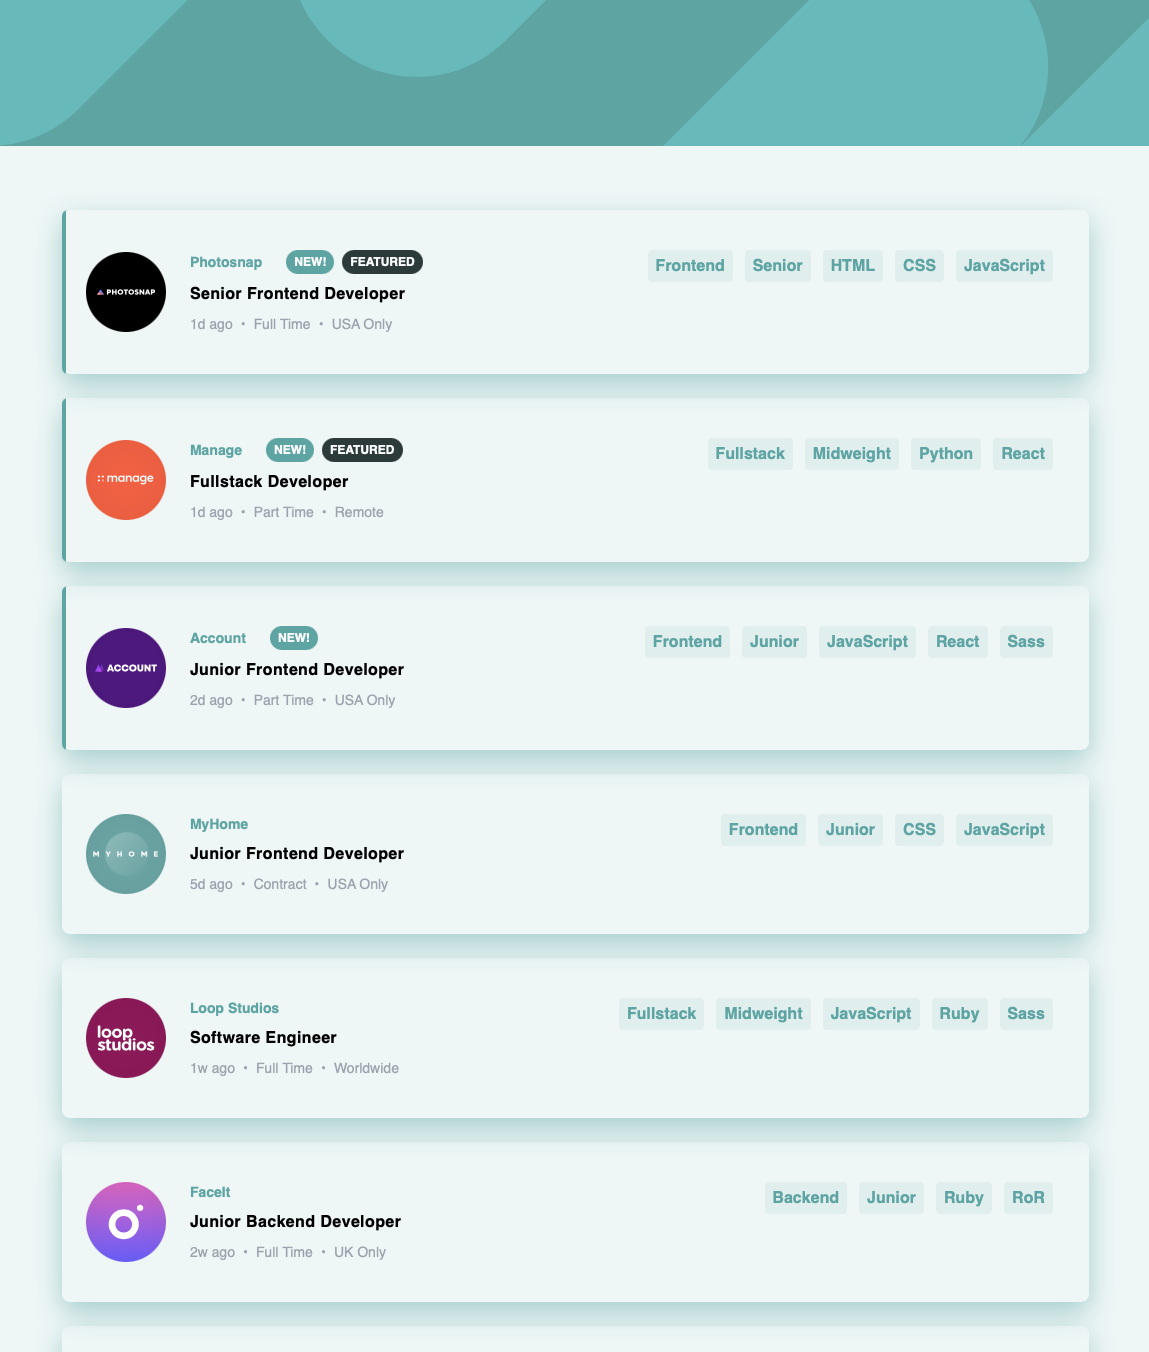 PHOTOSNAP
Photosnap NEW! FEATURED
Senior Frontend Developer
1d ago • Full Time • USA Only
Frontend Senior HTML CSS JavaScript
manage
Manage NEW! FEATURED
Fullstack Developer
1d ago • Part Time • Remote
Fullstack Midweight Python React
ACCOUNT
Account NEW!
Junior Frontend Developer
2d ago • Part Time • USA Only
Frontend Junior JavaScript React Sass
MYHOME
MyHome
Junior Frontend Developer
5d ago • Contract • USA Only
Frontend Junior CSS JavaScript
loop
studios
Loop Studios
Software Engineer
1w ago • Full Time • Worldwide
Fullstack Midweight JavaScript Ruby Sass
FaceIt
Junior Backend Developer
2w ago • Full Time • UK Only
Backend Junior Ruby RoR